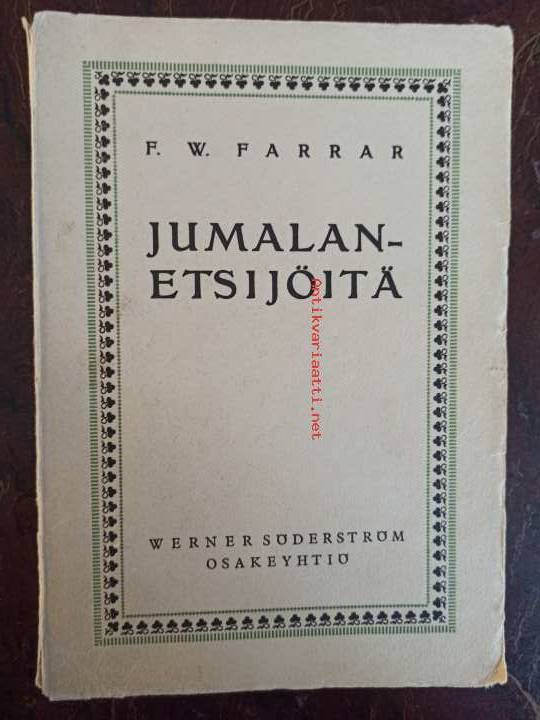 F. W. FARRAR
JUMALAN-
ETSIJÖITÄ
Antikvariaatti.net
WERNER SÖDERSTRÖM
OSAKEYHTIÖ